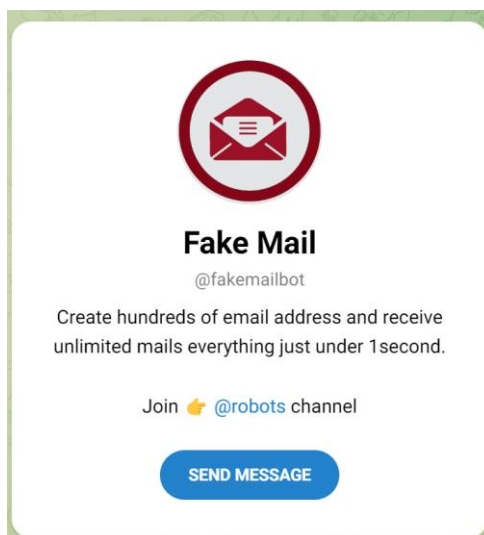 Fake Mail
@fakemailbot
Create hundreds of email address and receive
unlimited mails everything just under 1second.
Join 👉 @robots channel
SEND MESSAGE